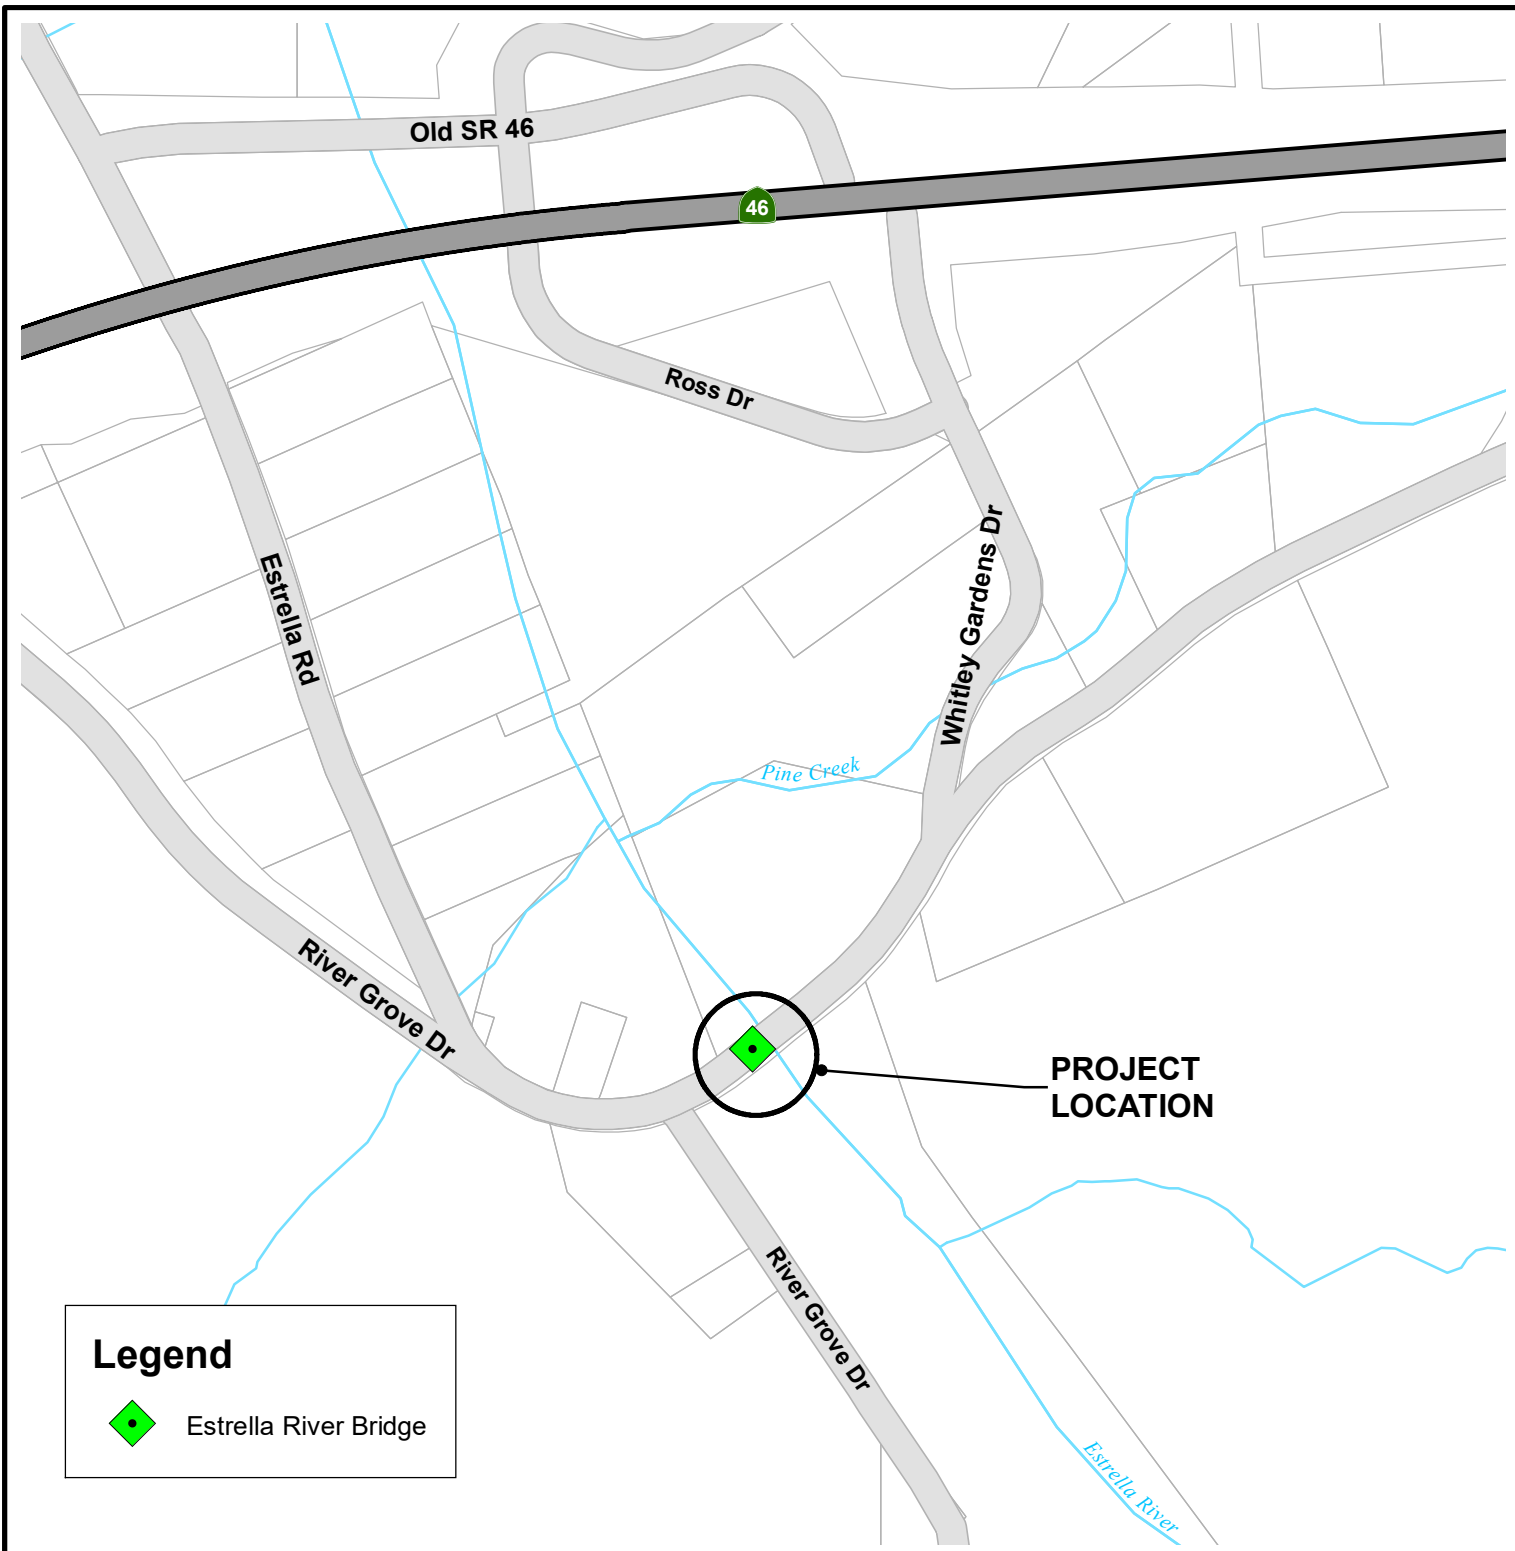 Old SR 46
46
Ross Dr
Estrella Rd
Whitley Gardens Dr
Pine Creek
River Grove Dr
PROJECT
LOCATION
River Grove Dr
Legend
Estrella River Bridge
Estrella River